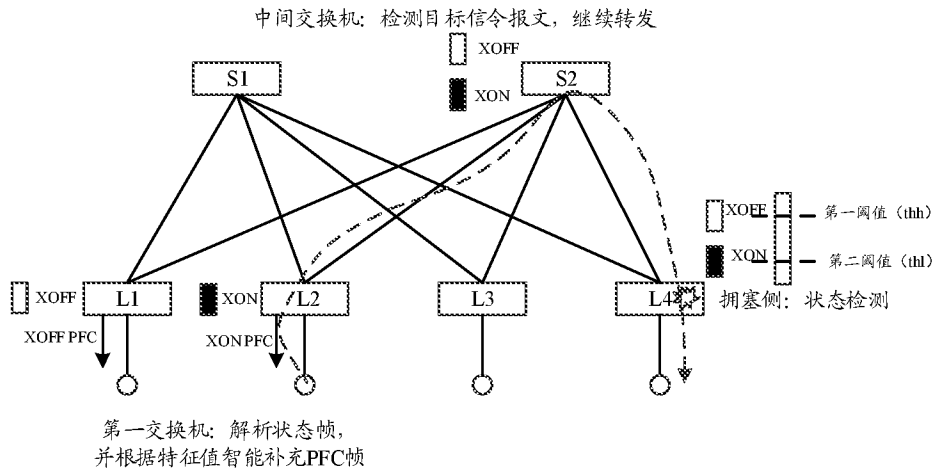 中间交换机：检测目标信令报文，继续转发
XOFF
S1
S2
XON
XOFF
第一阈值（thh）
XON
第二阈值（thl）
XOFF
L1
XON
L2
L3
L4
拥塞侧：状态检测
XOFF PFC
XON PFC
第一交换机：解析状态帧，
并根据特征值智能补充PFC帧